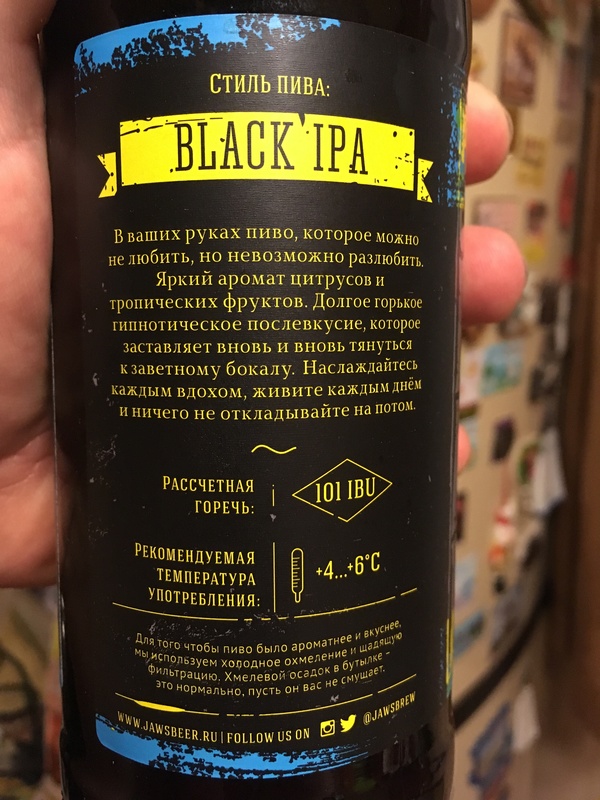 Стиль пива:
BLACK IPA
В ваших руках пиво, которое можно
не любить, но невозможно разлюбить.
Яркий аромат цитрусов и
тропических фруктов. Долгое горькое
гипнотическое послевкусие, которое
заставляет вновь и вновь тянуться
к заветному бокалу. Наслаждайтесь
каждым вдохом, живите каждым днём
и ничего не откладывайте на потом.
Рассчетная
горечь:
101 IBU
Рекомендуемая
температура
употребления:
+4...+6°C
Для того чтобы пиво было ароматнее и вкуснее,
мы используем холодное охмеление и щадящую
фильтрацию. Хмелевой осадок в бутылке –
это нормально, пусть он вас не смущает.
WWW.JAWSBEER.RU | FOLLOW US ON @JAWSBREW